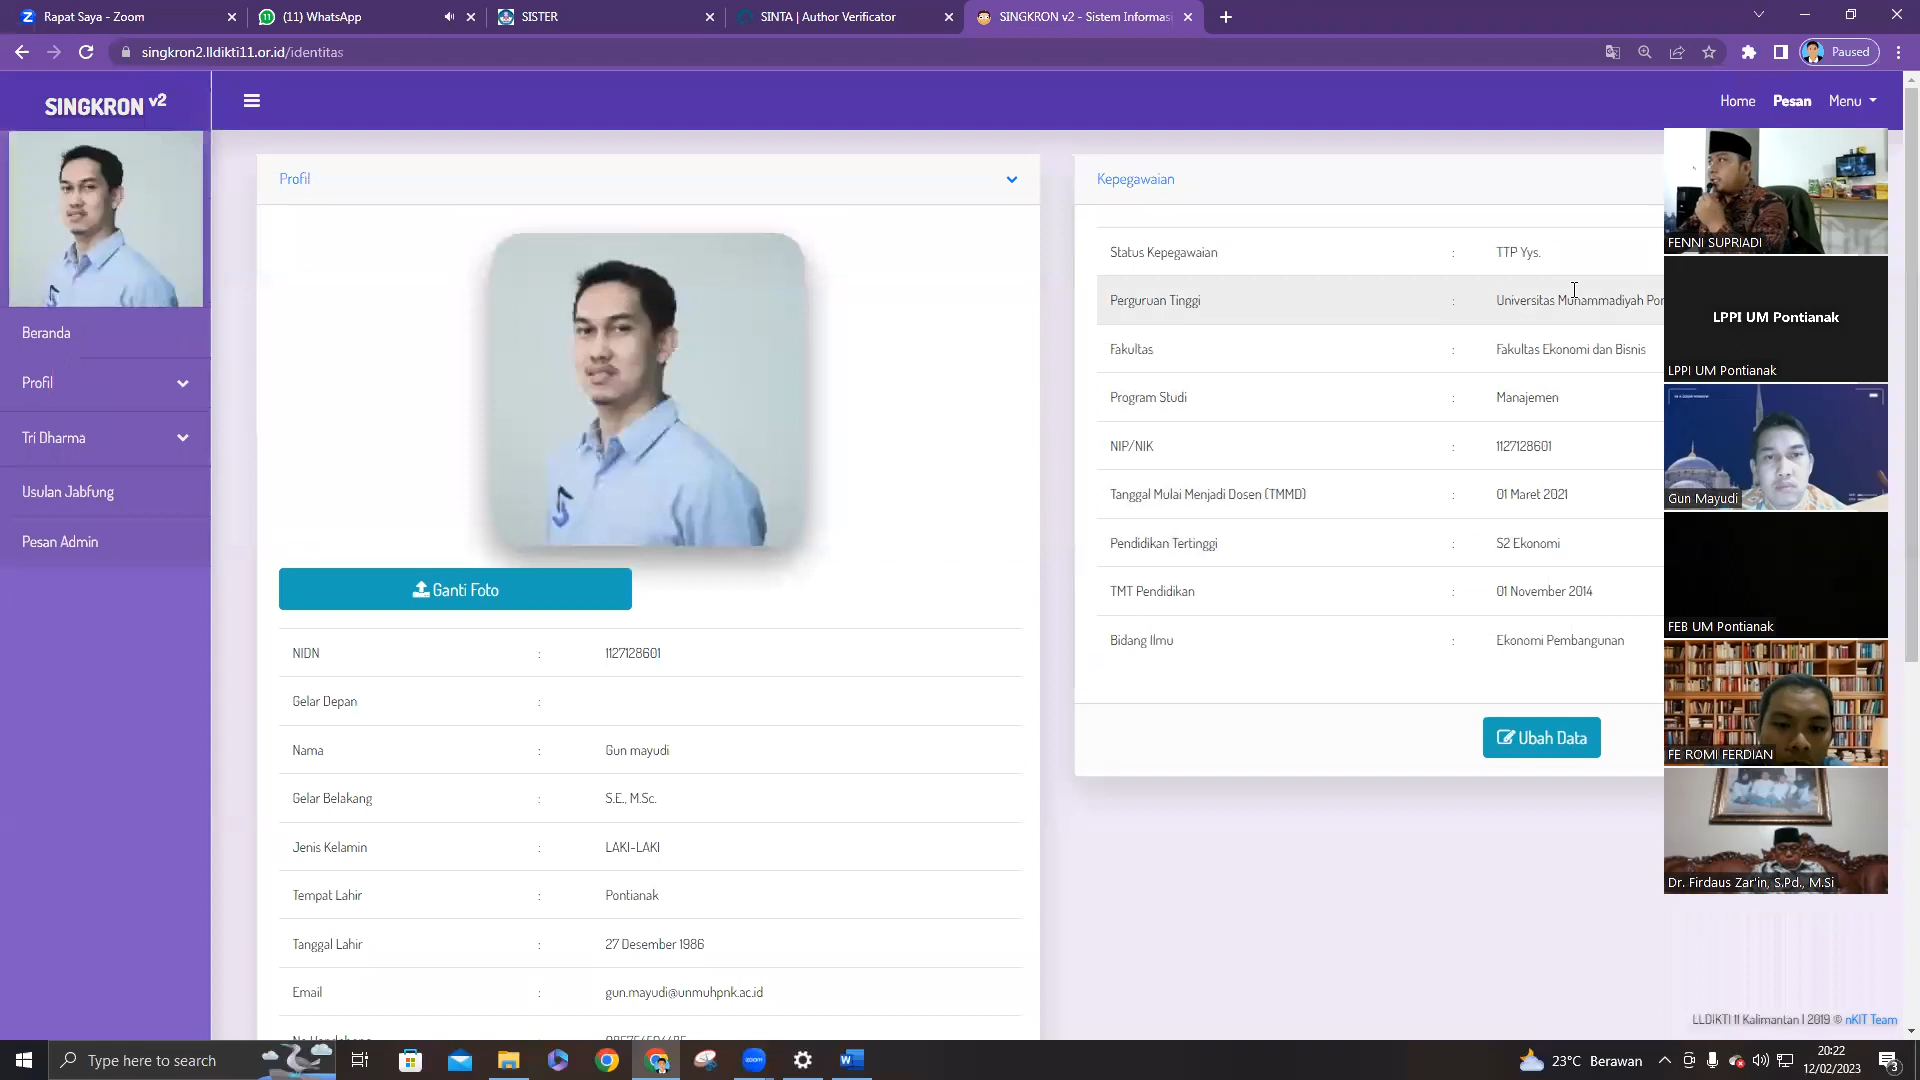 Rapat Saya - Zoom
(11) WhatsApp
SISTER
SINTA | Author Verificator
SINGKRON v2 - Sistem Informas
singkron2.lldikti11.or.id/identitas
Paused
SINGKRON v2
Home
Pesan
Menu
Beranda
Profil
Tri Dharma
Usulan Jabfung
Pesan Admin
Profil
Ganti Foto
NIDN : 1127128601
Gelar Depan :
Nama : Gun mayudi
Gelar Belakang : S.E., M.Sc.
Jenis Kelamin : LAKI-LAKI
Tempat Lahir : Pontianak
Tanggal Lahir : 27 Desember 1986
Email : gun.mayudi@unmuhpnk.ac.id
Kepegawaian
Status Kepegawaian : TTP Yys.
Perguruan Tinggi : Universitas Muhammadiyah Pon
Fakultas : Fakultas Ekonomi dan Bisnis
Program Studi : Manajemen
NIP/NIK : 1127128601
Tanggal Mulai Menjadi Dosen (TMMD) : 01 Maret 2021
Pendidikan Tertinggi : S2 Ekonomi
TMT Pendidikan : 01 November 2014
Bidang Ilmu : Ekonomi Pembangunan
Ubah Data
FENNI SUPRIADI
LPPI UM Pontianak
LPPI UM Pontianak
Gun Mayudi
FEB UM Pontianak
FE ROMI FERDIAN
Dr. Firdaus Zar'in, S.Pd., M.Si
LLDiKTI 11 Kalimantan | 2019 © nKIT Team
Type here to search
zoom
23°C Berawan
20:22
12/02/2023
3